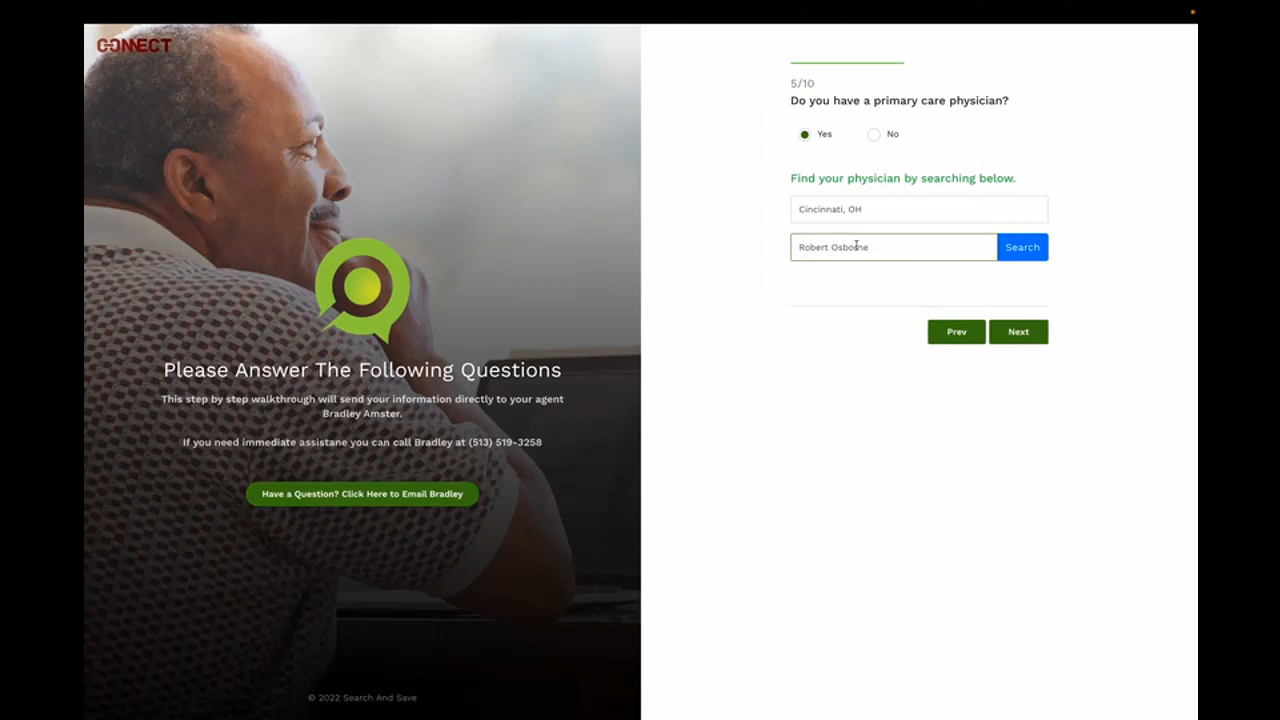 CONNECT
Please Answer The Following Questions
This step by step walkthrough will send your information directly to your agent
Bradley Amster.
If you need immediate assistane you can call Bradley at (513) 519-3258
Have a Question? Click Here to Email Bradley
© 2022 Search And Save
5/10
Do you have a primary care physician?
Yes No
Find your physician by searching below.
Cincinnati, OH
Robert Osborne Search
Prev Next